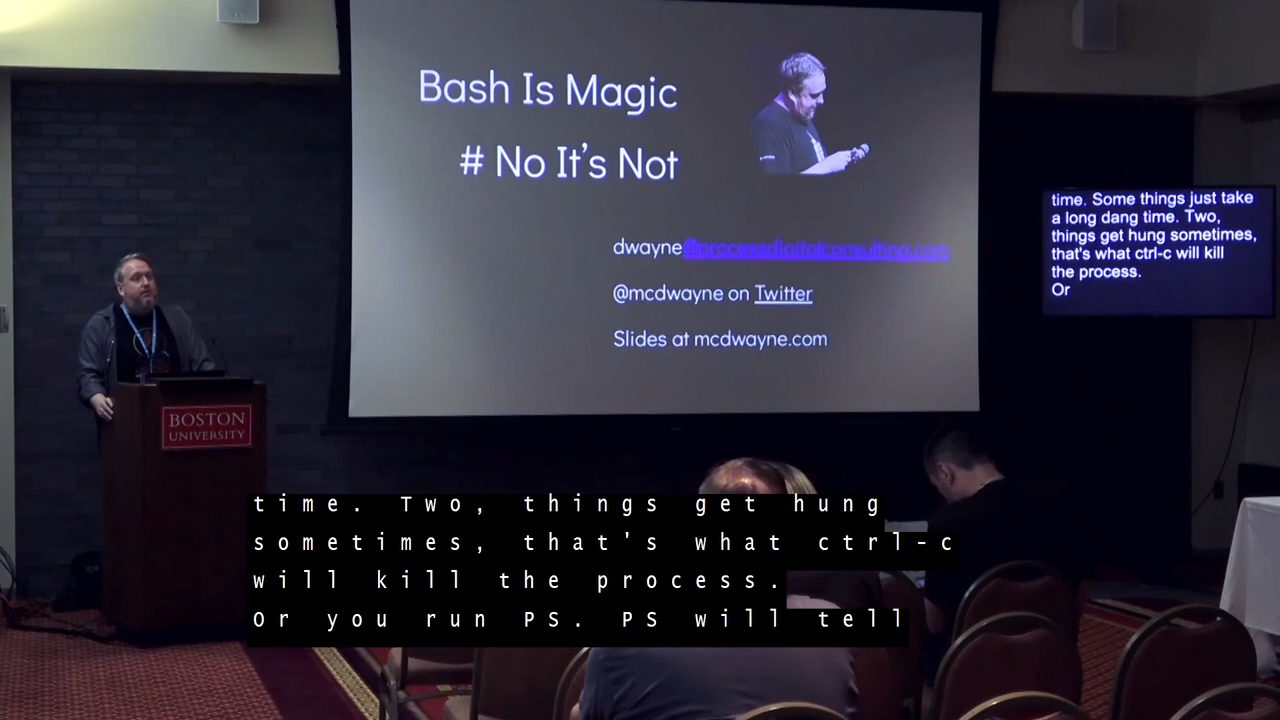 Bash Is Magic
# No It's Not
dwayne@processdigitalconsulting.com
@mcdwayne on Twitter
Slides at mcdwayne.com
time. Some things just take
a long dang time. Two,
things get hung sometimes,
that's what ctrl-c will kill
the process.
Or
BOSTON
UNIVERSITY
time. Two, things get hung
sometimes, that's what ctrl-c
will kill the process.
Or you run PS. PS will tell